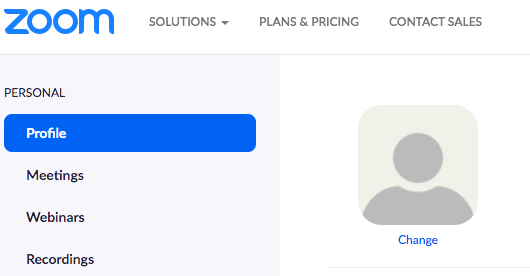 zoom SOLUTIONS PLANS & PRICING CONTACT SALES
PERSONAL
Profile
Meetings
Webinars
Recordings
Change